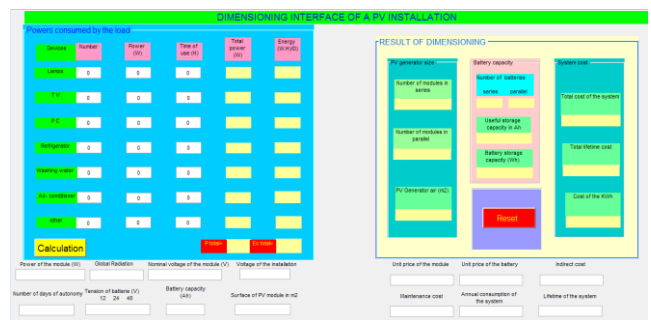 DIMENSIONING INTERFACE OF A PV INSTALLATION
Powers consumed by the load
Devices Number Power (W) Time of use (H) Total power (W) Energy (W.H/D)
Lamps 0 0 0
T V 0 0 0
P C 0 0 0
Refrigerator 0 0 0
Washing water 0 0 0
Air- conditioner 0 0 0
other 0 0 0
Calculation
P total= Ec total=
RESULT OF DIMENSIONING
PV generator size
Number of modules in
series
Number of modules in
parallel
PV Generator air (m2)
Battery capacity
Number of batteries
series parallel
Useful storage
capacity in Ah
Battery storage
capacity (Wh)
Reset
System cost
Total cost of the system
Total lifetime cost
Cost of the KWh
Power of the module (W) Global Radiation Nominal voltage of the module (V) Voltage of the installation
Number of days of autonomy Tension of batterie (V)
12 24 48
Battery capacity
(Ah)
Surface of PV module in m2
Unit price of the module Unit price of the battery Indirect cost
Maintenance cost Annual consumption of
the system
Lifetime of the system